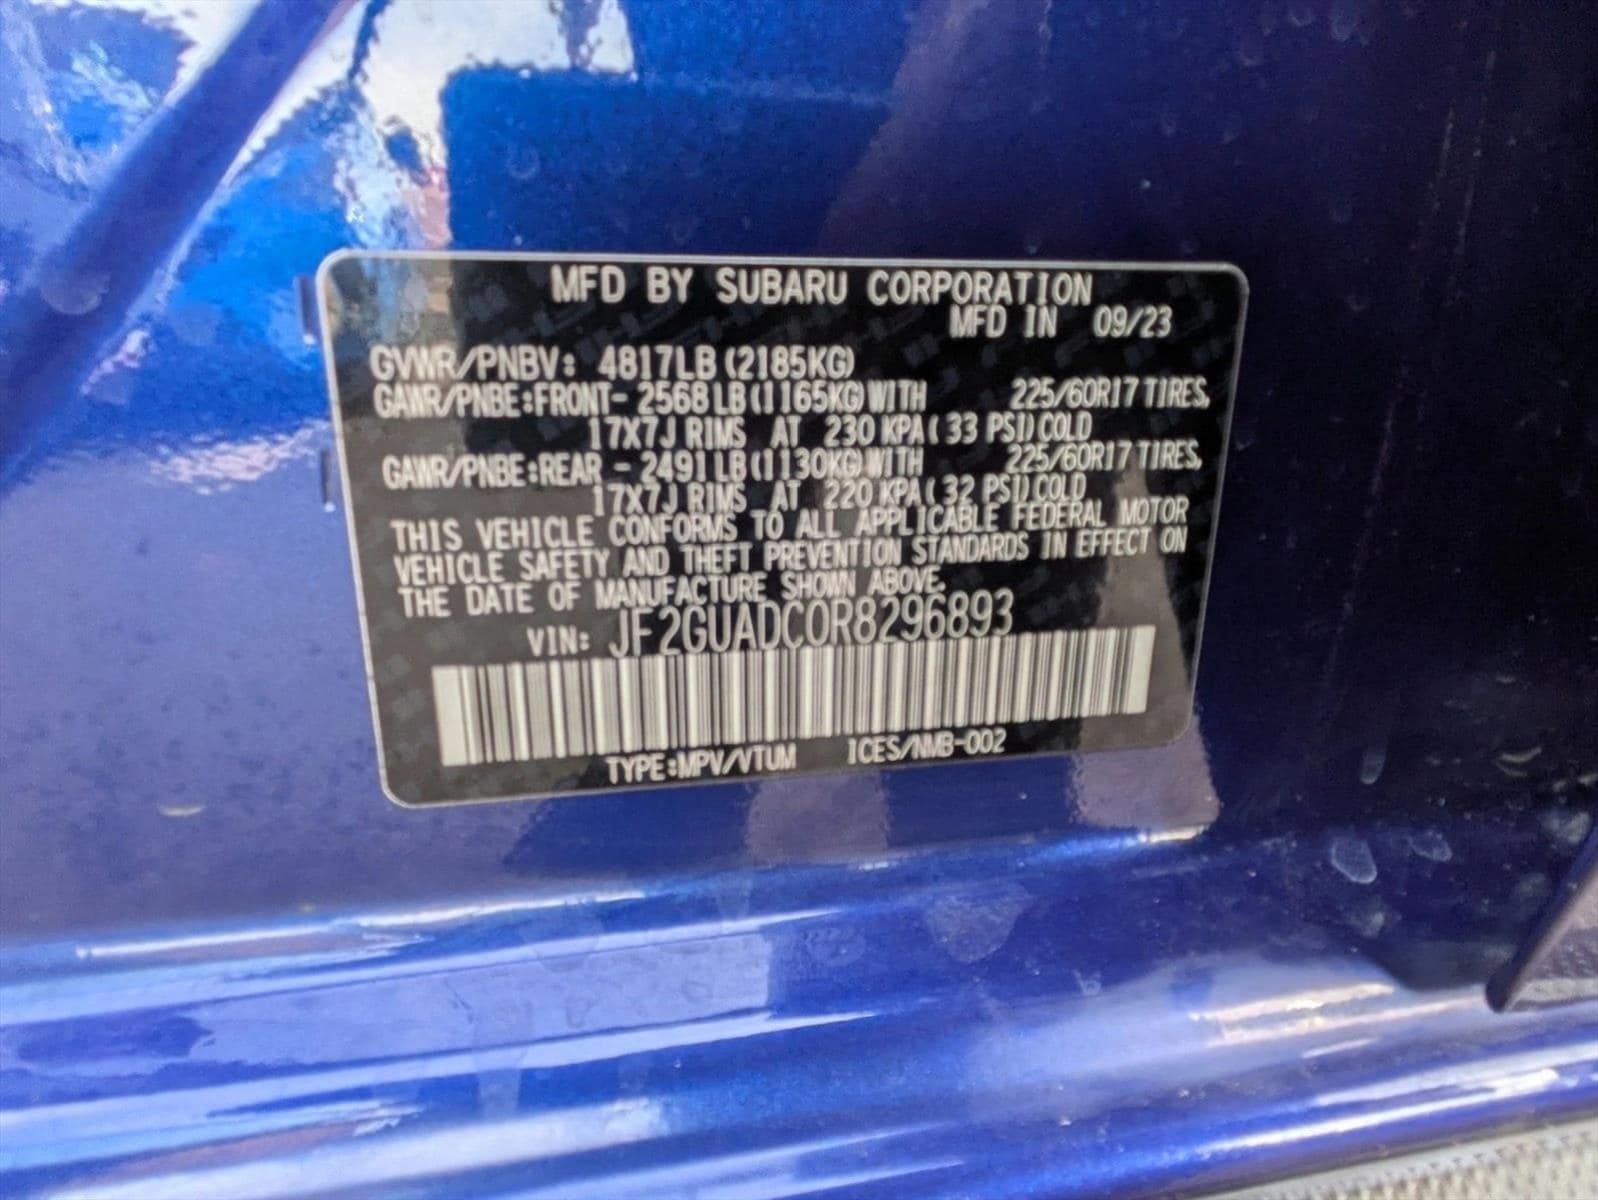 MFD BY SUBARU CORPORATION
MFD IN 09/23
GVWR/PNBV: 4817LB (2185KG)
GAWR/PNBE:FRONT- 2568 LB (1165KG) WITH 225/60R17 TIRES,
17X7J RIMS AT 230 KPA ( 33 PSI) COLD
GAWR/PNBE:REAR - 2491 LB (1130KG) WITH 225/60R17 TIRES,
17X7J RIMS AT 220 KPA ( 32 PSI) COLD
THIS VEHICLE CONFORMS TO ALL APPLICABLE FEDERAL MOTOR
VEHICLE SAFETY AND THEFT PREVENTION STANDARDS IN EFFECT ON
THE DATE OF MANUFACTURE SHOWN ABOVE.
VIN: JF2GUADC0R8296893
TYPE:MPV/VTUM ICES/NMB-002